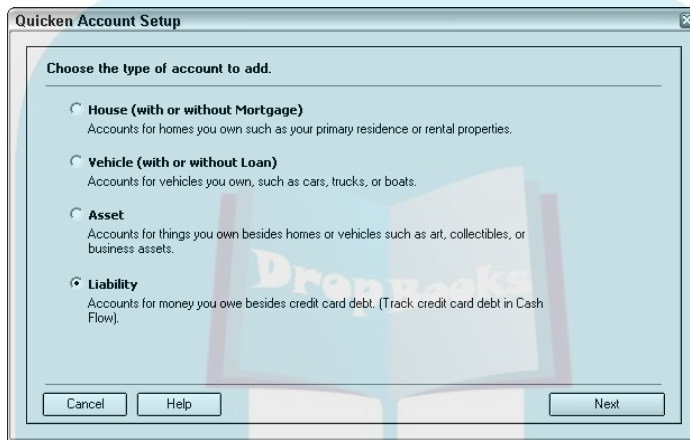 Quicken Account Setup
Choose the type of account to add.
House (with or without Mortgage)
Accounts for homes you own such as your primary residence or rental properties.
Vehicle (with or without Loan)
Accounts for vehicles you own, such as cars, trucks, or boats.
Asset
Accounts for things you own besides homes or vehicles such as art, collectibles, or
business assets.
DropBooks
Liability
Accounts for money you owe besides credit card debt. (Track credit card debt in Cash
Flow).
Cancel Help Next